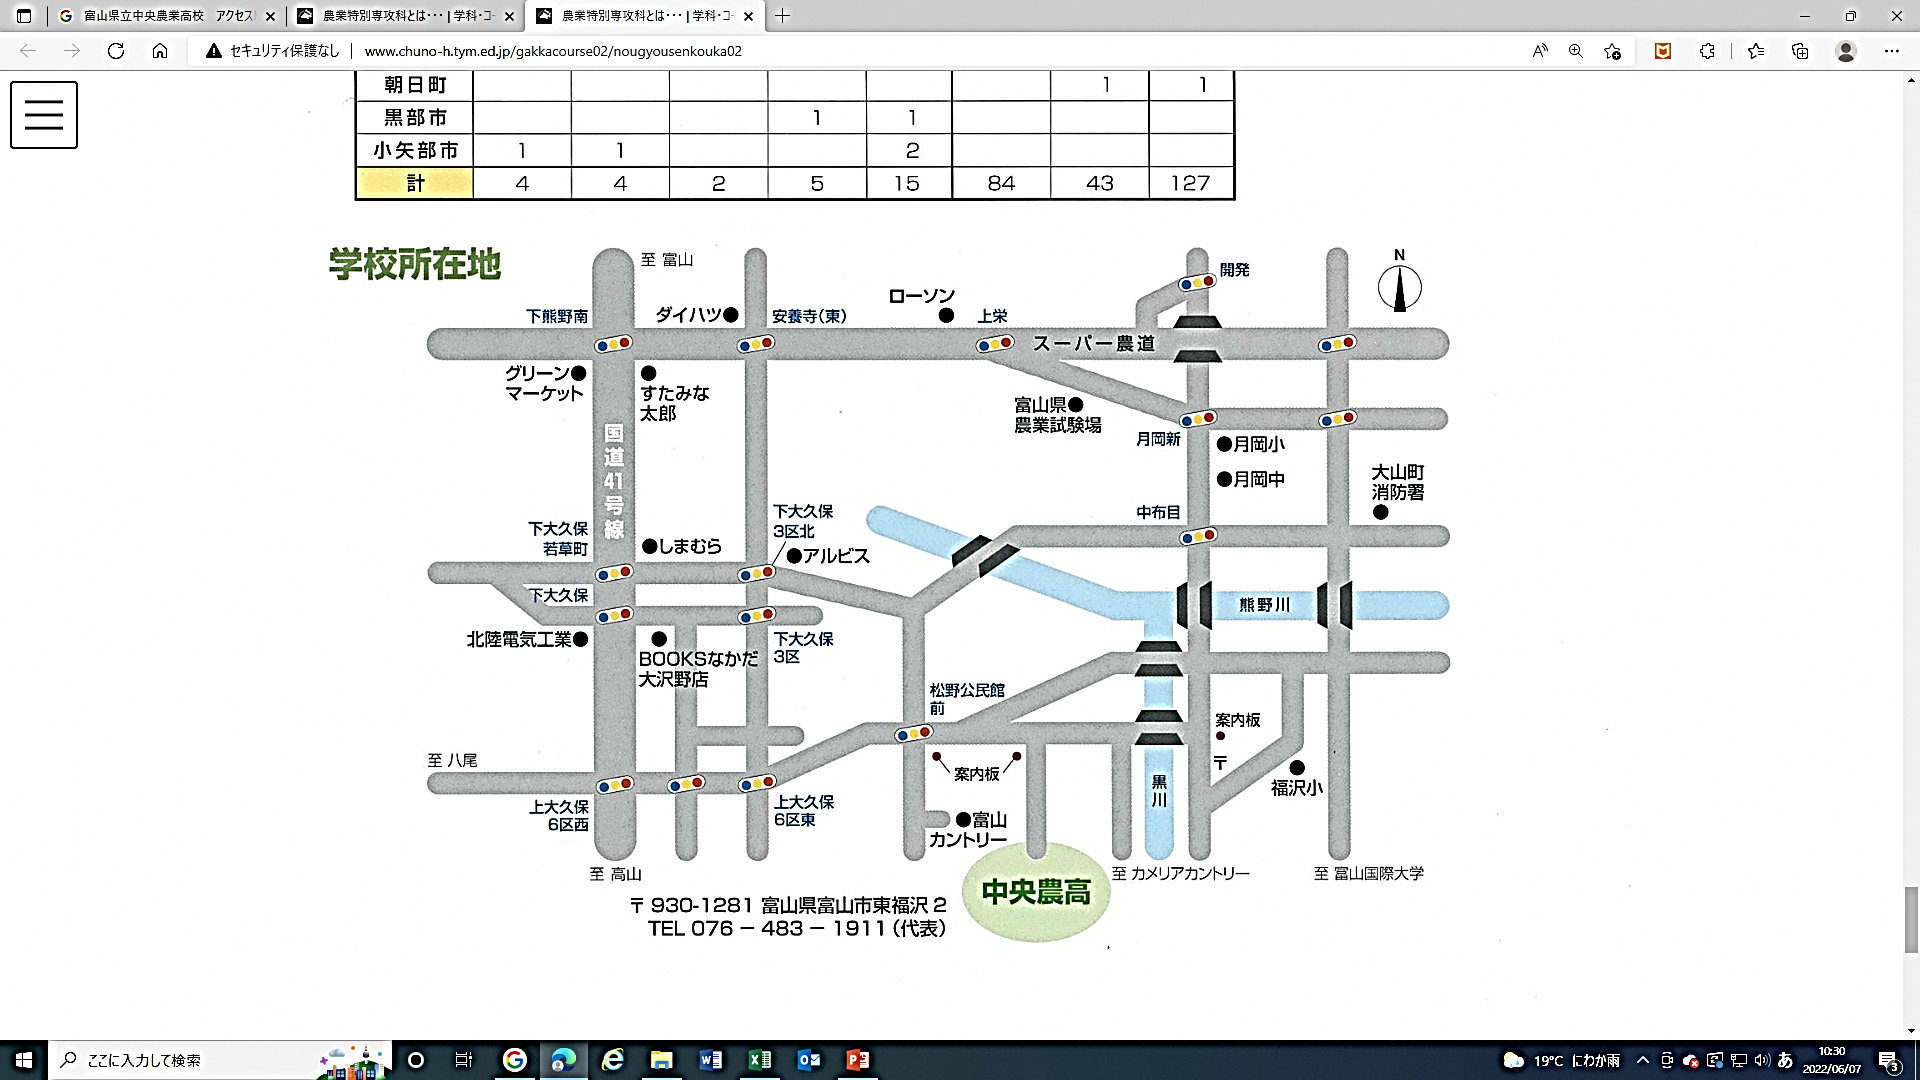 富山県立中央農業高校 アクセス
農業特別専攻科とは・・・ | 学科・コー
農業特別専攻科とは・・・ | 学科・コー
セキュリティ保護なし
www.chuno-h.tym.ed.jp/gakkacourse02/nougyousenkouka02
朝日町 1 1
黒部市 1 1
小矢部市 1 1 2
計 4 4 2 5 15 84 43 127
学校所在地
至 富山
開発
N
ローソン
下熊野南
ダイハツ
安養寺(東)
上栄
スーパー農道
グリーン
マーケット
すたみな
太郎
富山県
農業試験場
月岡新
月岡小
月岡中
国道41号線
大山町
消防署
下大久保
3区北
中布目
下大久保
若草町
しまむら
アルビス
下大久保
熊野川
北陸電気工業
BOOKSなかだ
大沢野店
下大久保
3区
松野公民館
前
案内板
〒
至 八尾
案内板
黒川
福沢小
上大久保
6区西
上大久保
6区東
富山
カントリー
至 高山
至 カメリアカントリー
至 富山国際大学
中央農高
〒930-1281 富山県富山市東福沢2
TEL 076-483-1911(代表)
ここに入力して検索
19°C にわか雨
あ
10:30
2022/06/07
3